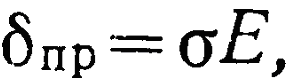 δпр = σE,